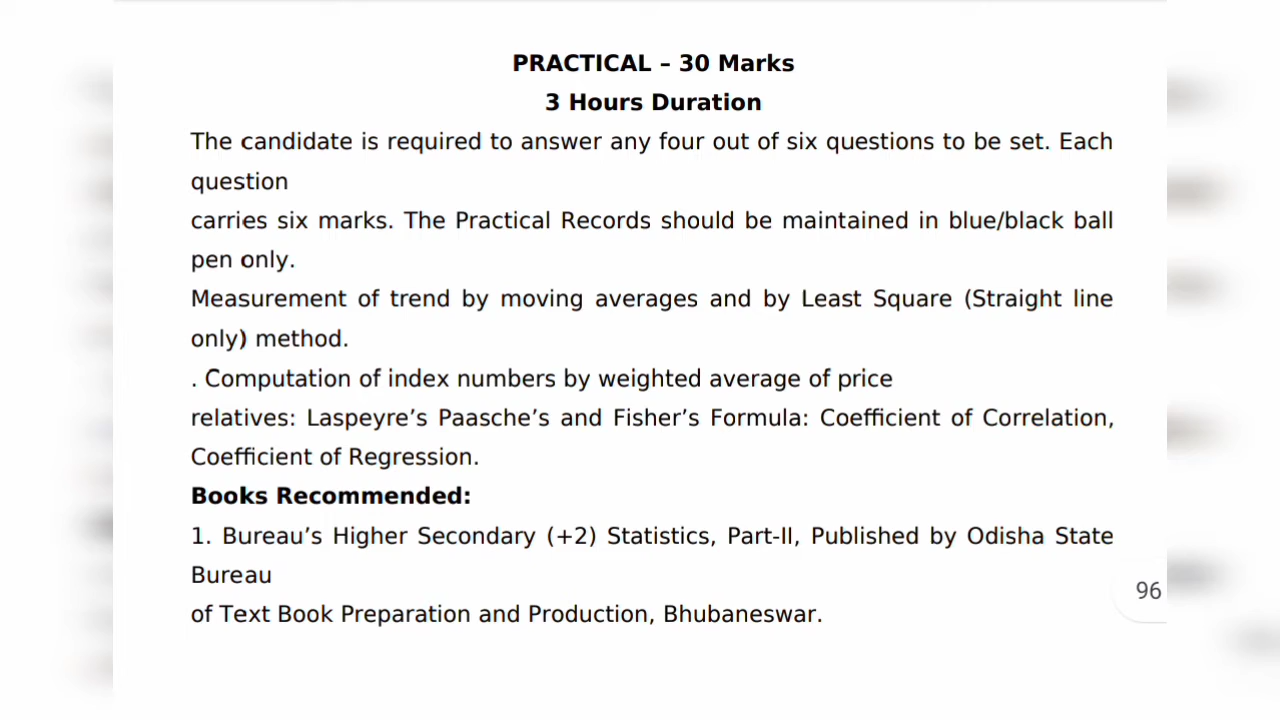 PRACTICAL – 30 Marks
3 Hours Duration
The candidate is required to answer any four out of six questions to be set. Each
question
carries six marks. The Practical Records should be maintained in blue/black ball
pen only.
Measurement of trend by moving averages and by Least Square (Straight line
only) method.
. Computation of index numbers by weighted average of price
relatives: Laspeyre’s Paasche’s and Fisher’s Formula: Coefficient of Correlation,
Coefficient of Regression.
Books Recommended:
1. Bureau’s Higher Secondary (+2) Statistics, Part-II, Published by Odisha State
Bureau
96
of Text Book Preparation and Production, Bhubaneswar.